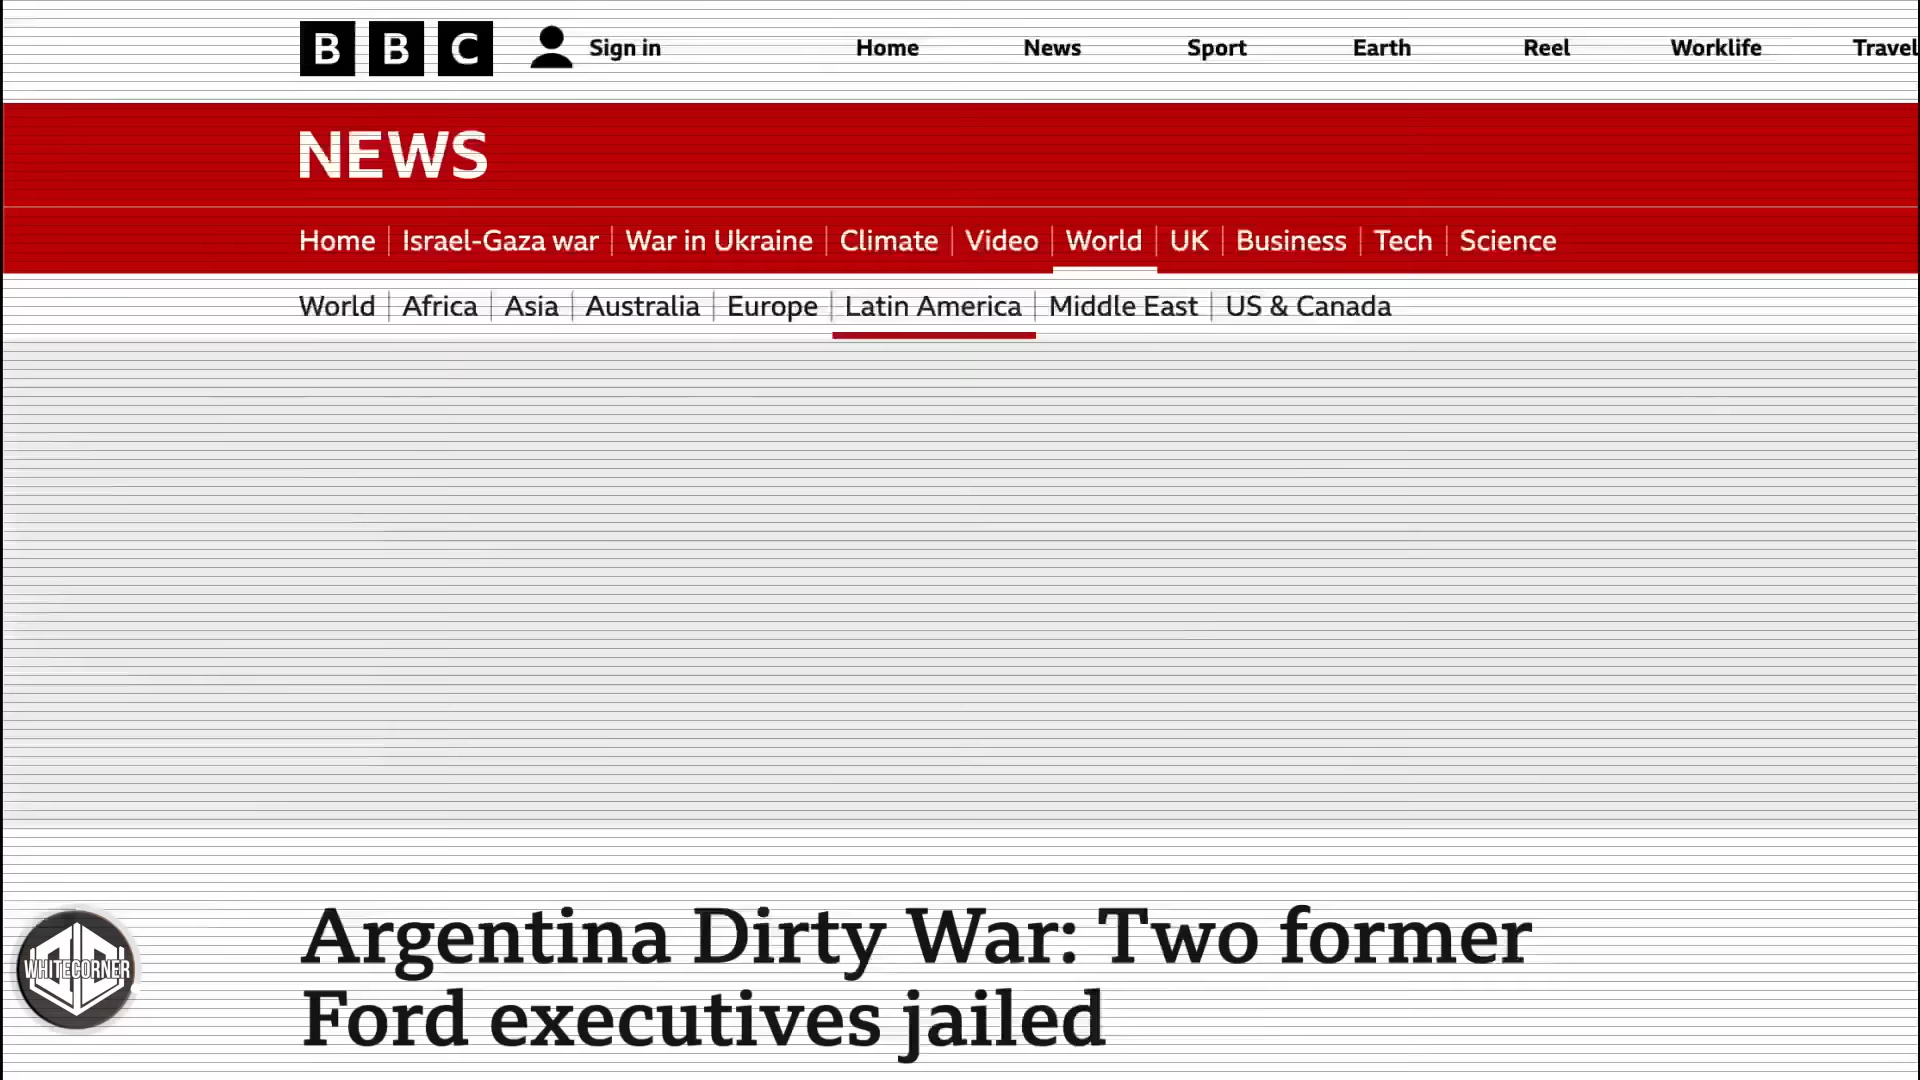 BBC Sign in Home News Sport Earth Reel Worklife Travel
NEWS
Home Israel-Gaza war War in Ukraine Climate Video World UK Business Tech Science
World Africa Asia Australia Europe Latin America Middle East US & Canada
Argentina Dirty War: Two former
Ford executives jailed
WHITECORNER